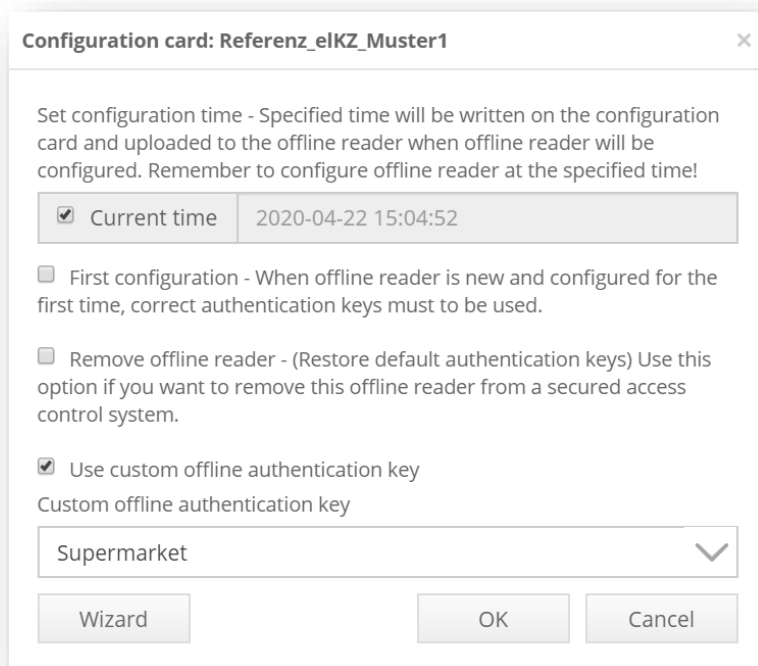 Configuration card: Referenz_elKZ_Muster1 ×
Set configuration time - Specified time will be written on the configuration
card and uploaded to the offline reader when offline reader will be
configured. Remember to configure offline reader at the specified time!
Current time 2020-04-22 15:04:52
First configuration - When offline reader is new and configured for the
first time, correct authentication keys must to be used.
Remove offline reader - (Restore default authentication keys) Use this
option if you want to remove this offline reader from a secured access
control system.
Use custom offline authentication key
Custom offline authentication key
Supermarket
Wizard OK Cancel